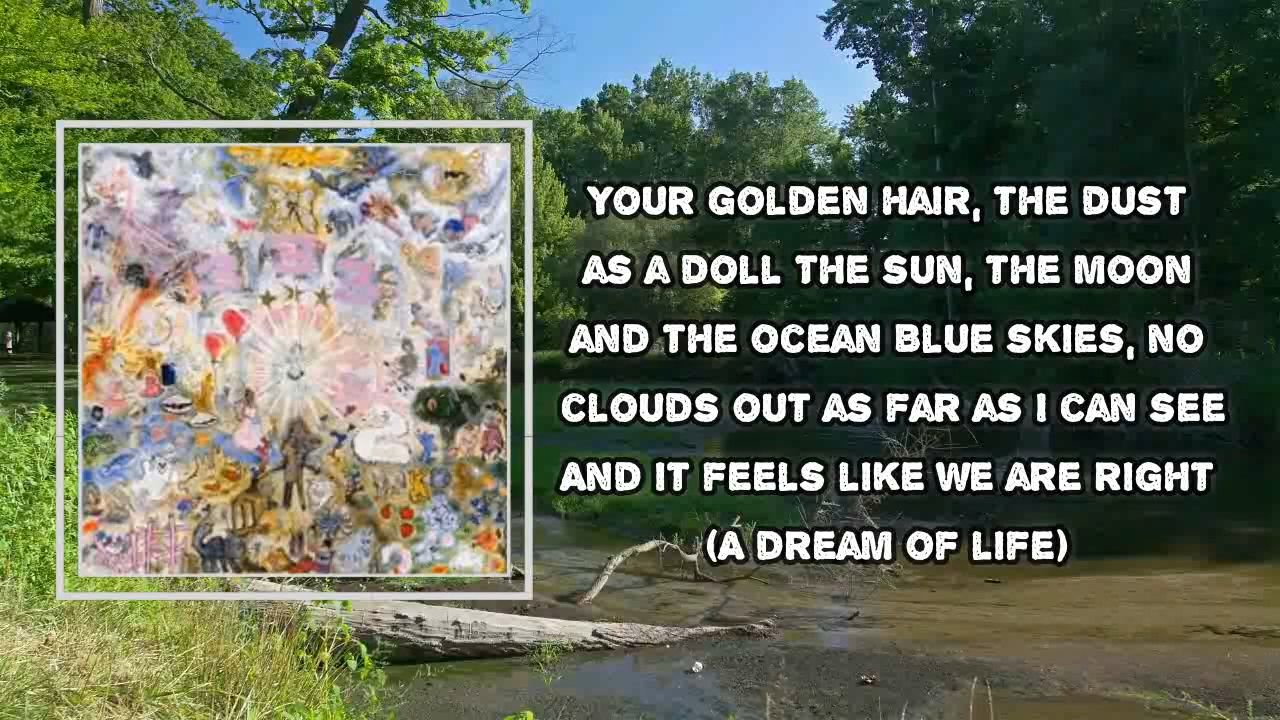 YOUR GOLDEN HAIR, THE DUST
AS A DOLL THE SUN, THE MOON
AND THE OCEAN BLUE SKIES, NO
CLOUDS OUT AS FAR AS I CAN SEE
AND IT FEELS LIKE WE ARE RIGHT
(A DREAM OF LIFE)